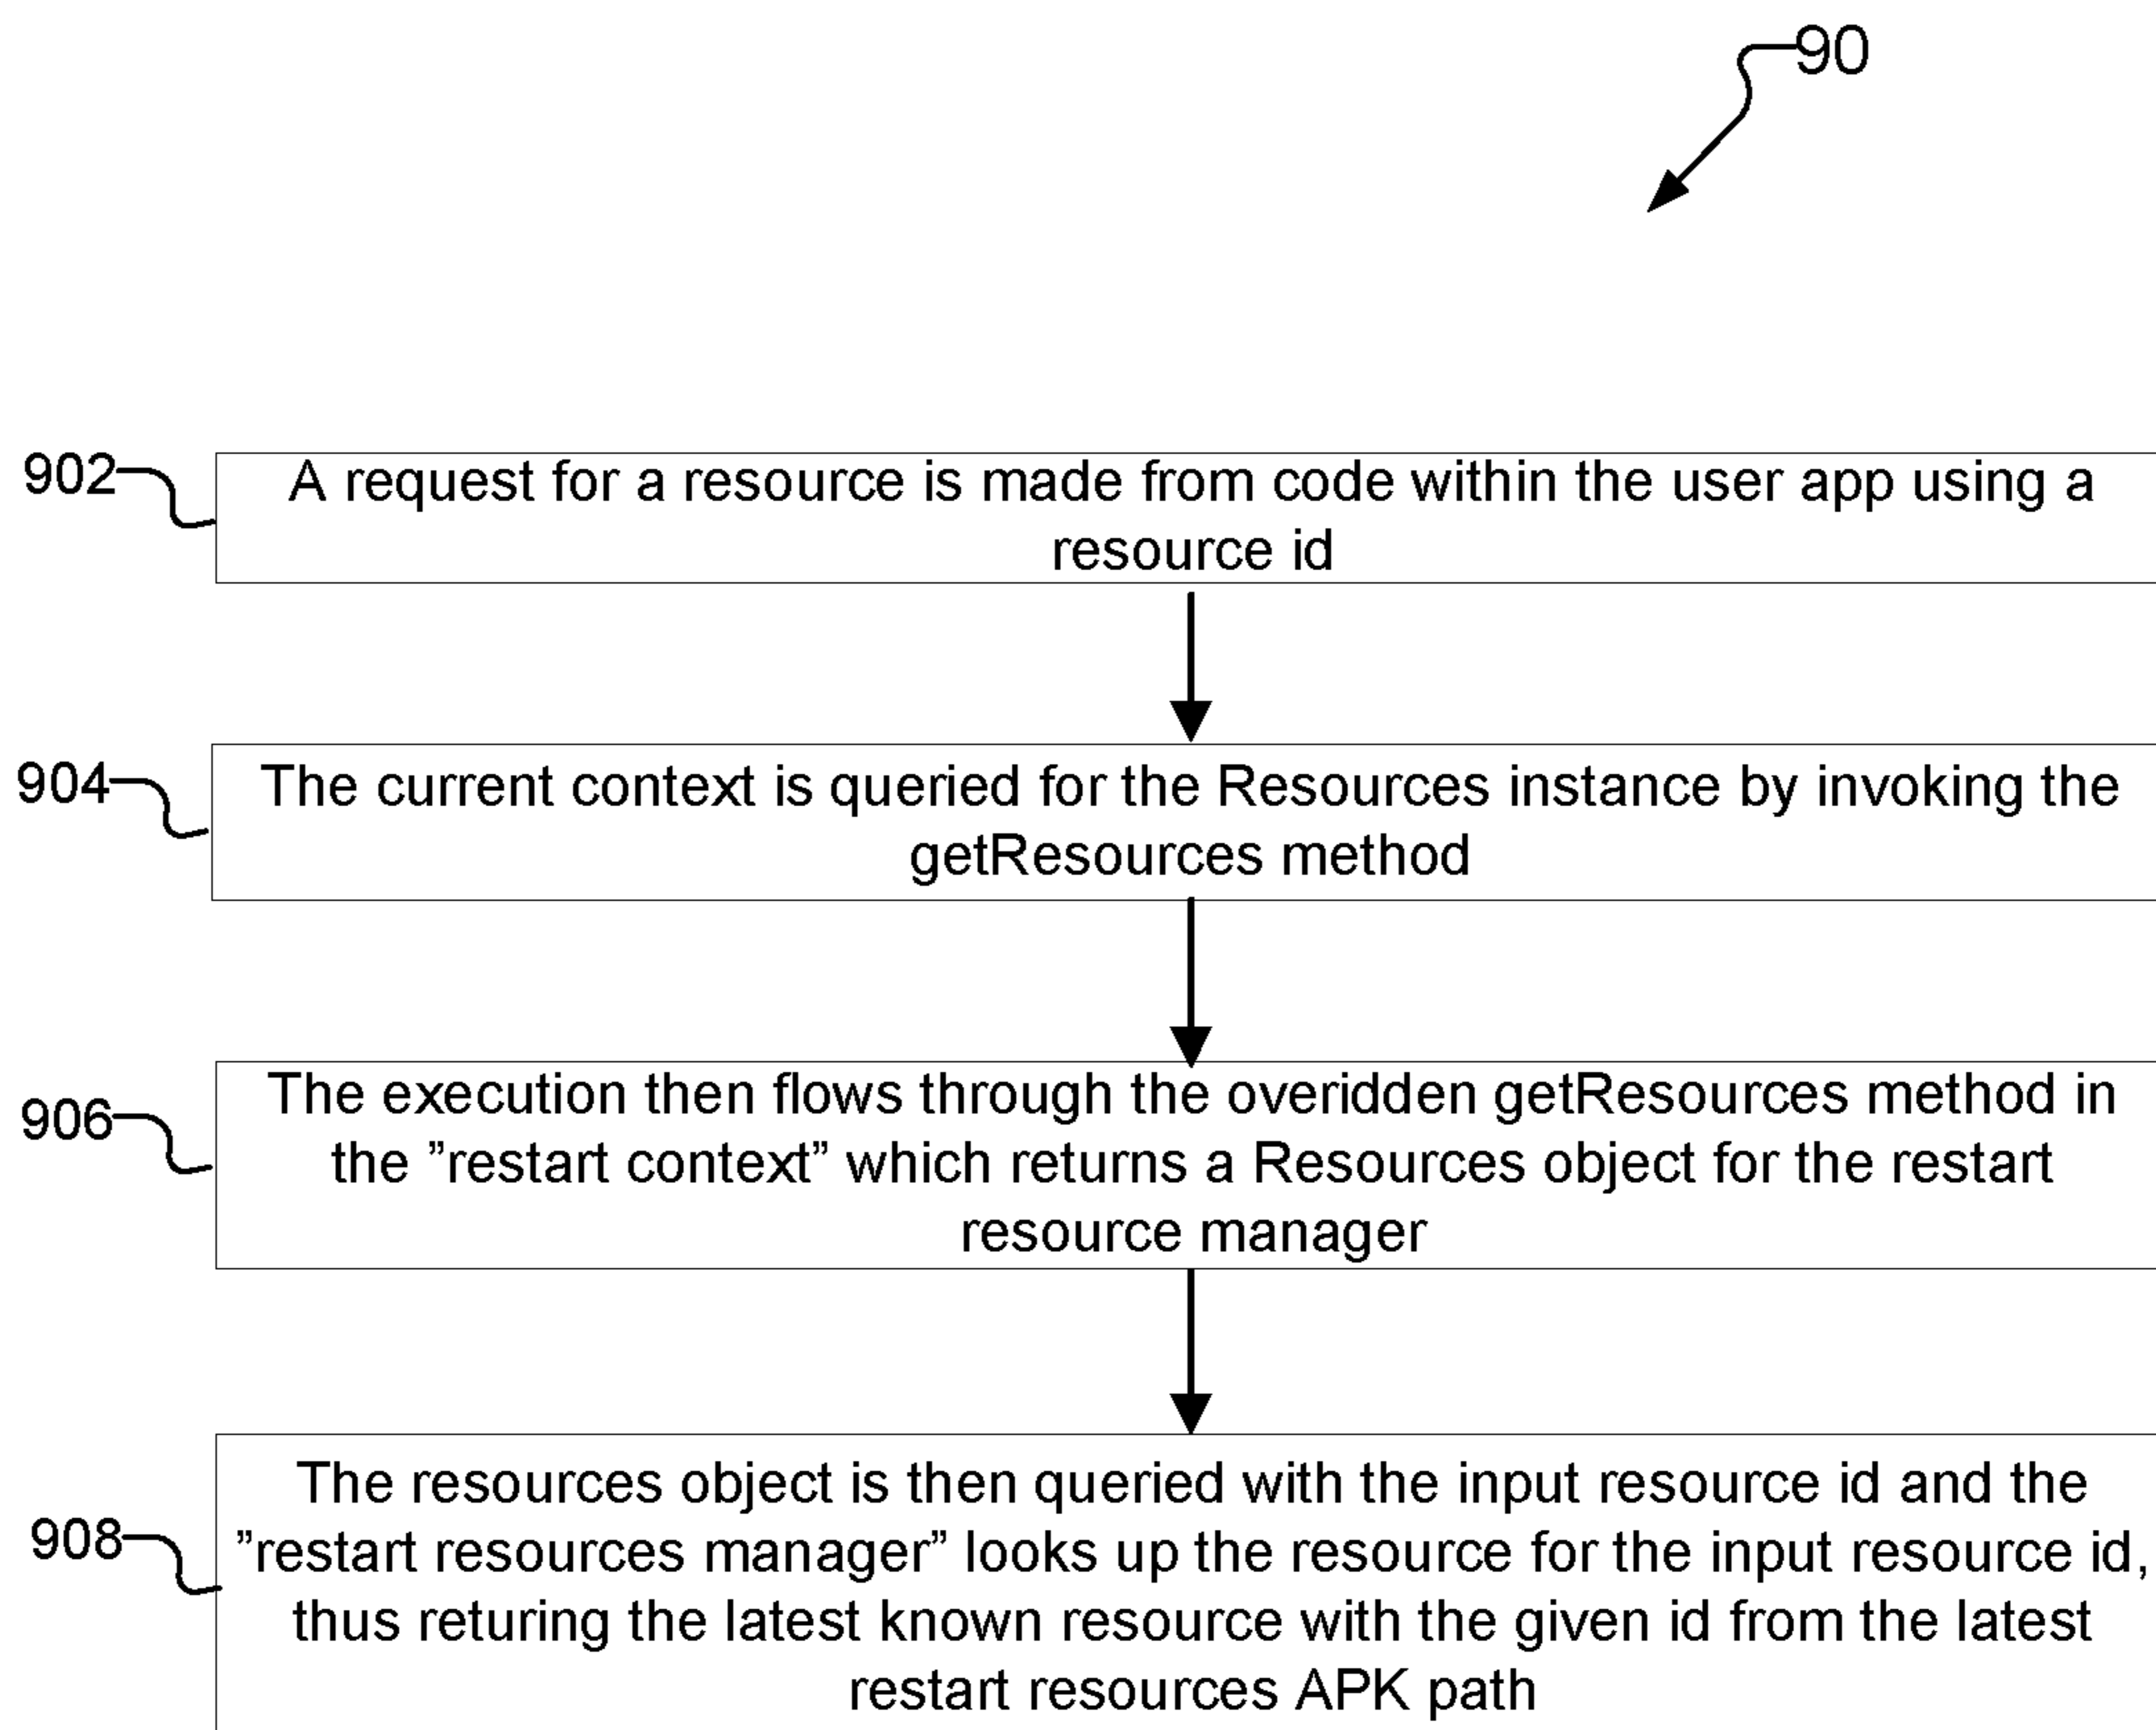 90
902
A request for a resource is made from code within the user app using a
resource id
904
The current context is queried for the Resources instance by invoking the
getResources method
906
The execution then flows through the overidden getResources method in
the ”restart context” which returns a Resources object for the restart
resource manager
908
The resources object is then queried with the input resource id and the
”restart resources manager” looks up the resource for the input resource id,
thus returing the latest known resource with the given id from the latest
restart resources APK path